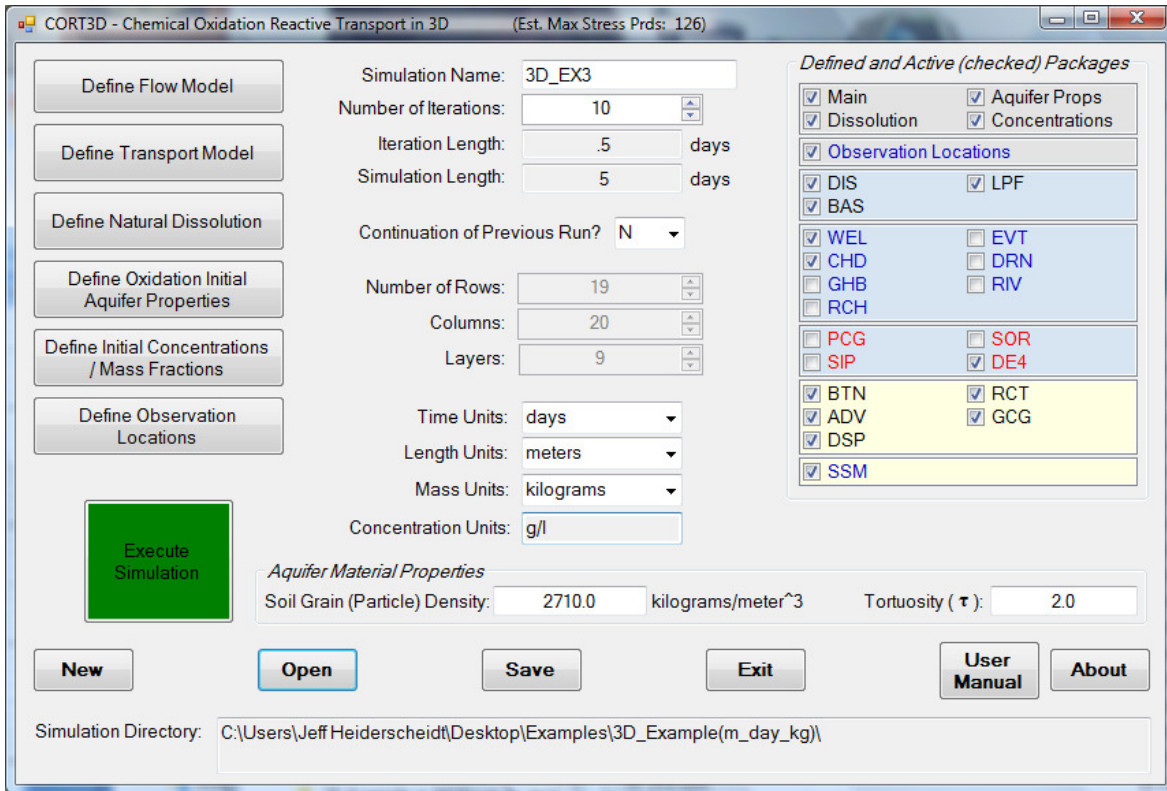 CORT3D - Chemical Oxidation Reactive Transport in 3D (Est. Max Stress Prds: 126)
Define Flow Model
Define Transport Model
Define Natural Dissolution
Define Oxidation Initial
Aquifer Properties
Define Initial Concentrations
/ Mass Fractions
Define Observation
Locations
Execute
Simulation
Simulation Name: 3D_EX3
Number of Iterations: 10
Iteration Length: .5 days
Simulation Length: 5 days
Continuation of Previous Run? N
Number of Rows: 19
Columns: 20
Layers: 9
Time Units: days
Length Units: meters
Mass Units: kilograms
Concentration Units: g/l
Defined and Active (checked) Packages
Main Aquifer Props
Dissolution Concentrations
Observation Locations
DIS LPF
BAS
WEL EVT
CHD DRN
GHB RIV
RCH
PCG SOR
SIP DE4
BTN RCT
ADV GCG
DSP
SSM
Aquifer Material Properties
Soil Grain (Particle) Density: 2710.0 kilograms/meter^3 Tortuosity ( τ ): 2.0
New Open Save Exit User
Manual About
Simulation Directory: C:\Users\Jeff Heiderscheidt\Desktop\Examples\3D_Example(m_day_kg)\